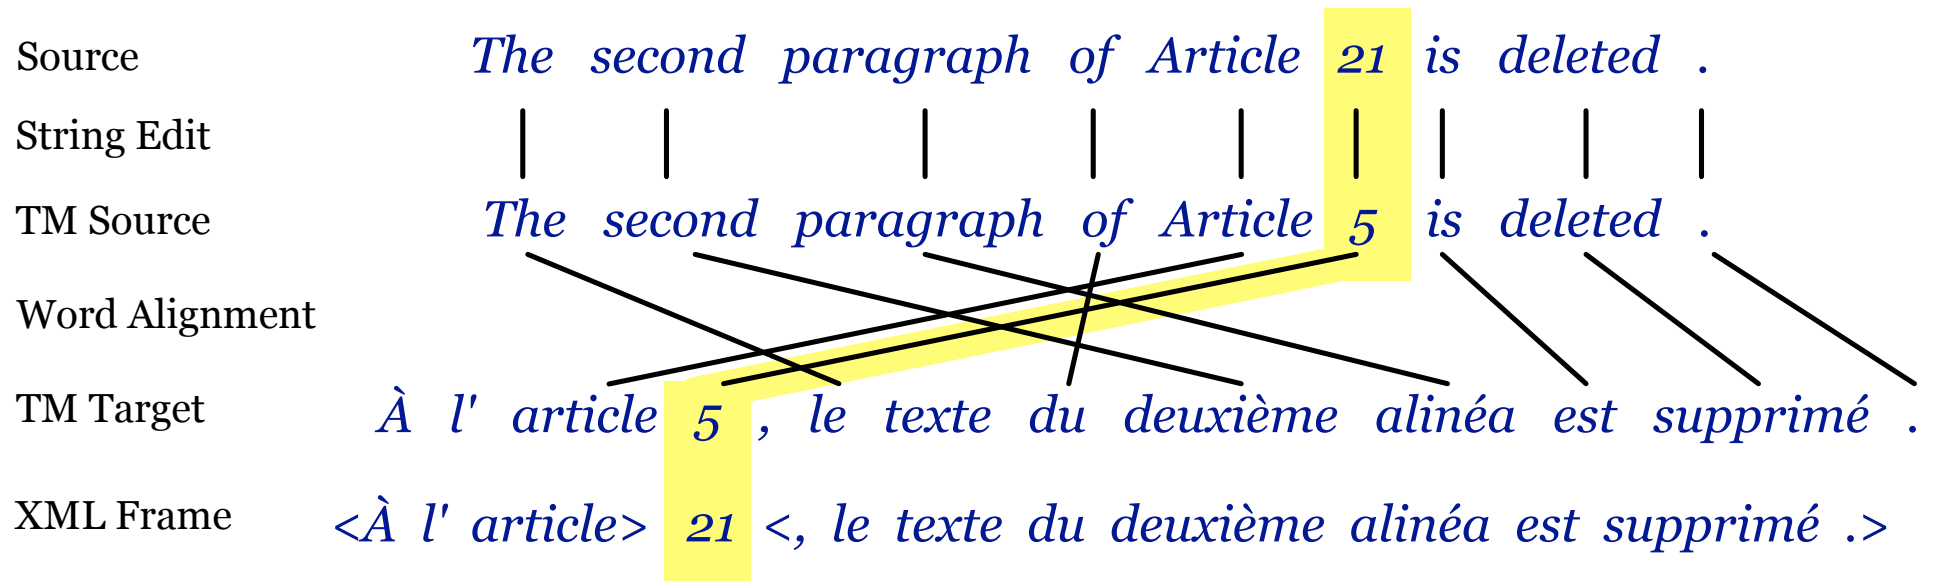 Source The second paragraph of Article 21 is deleted .
String Edit
TM Source The second paragraph of Article 5 is deleted .
Word Alignment
TM Target À l' article 5 , le texte du deuxième alinéa est supprimé .
XML Frame <À l' article> 21 <, le texte du deuxième alinéa est supprimé .>